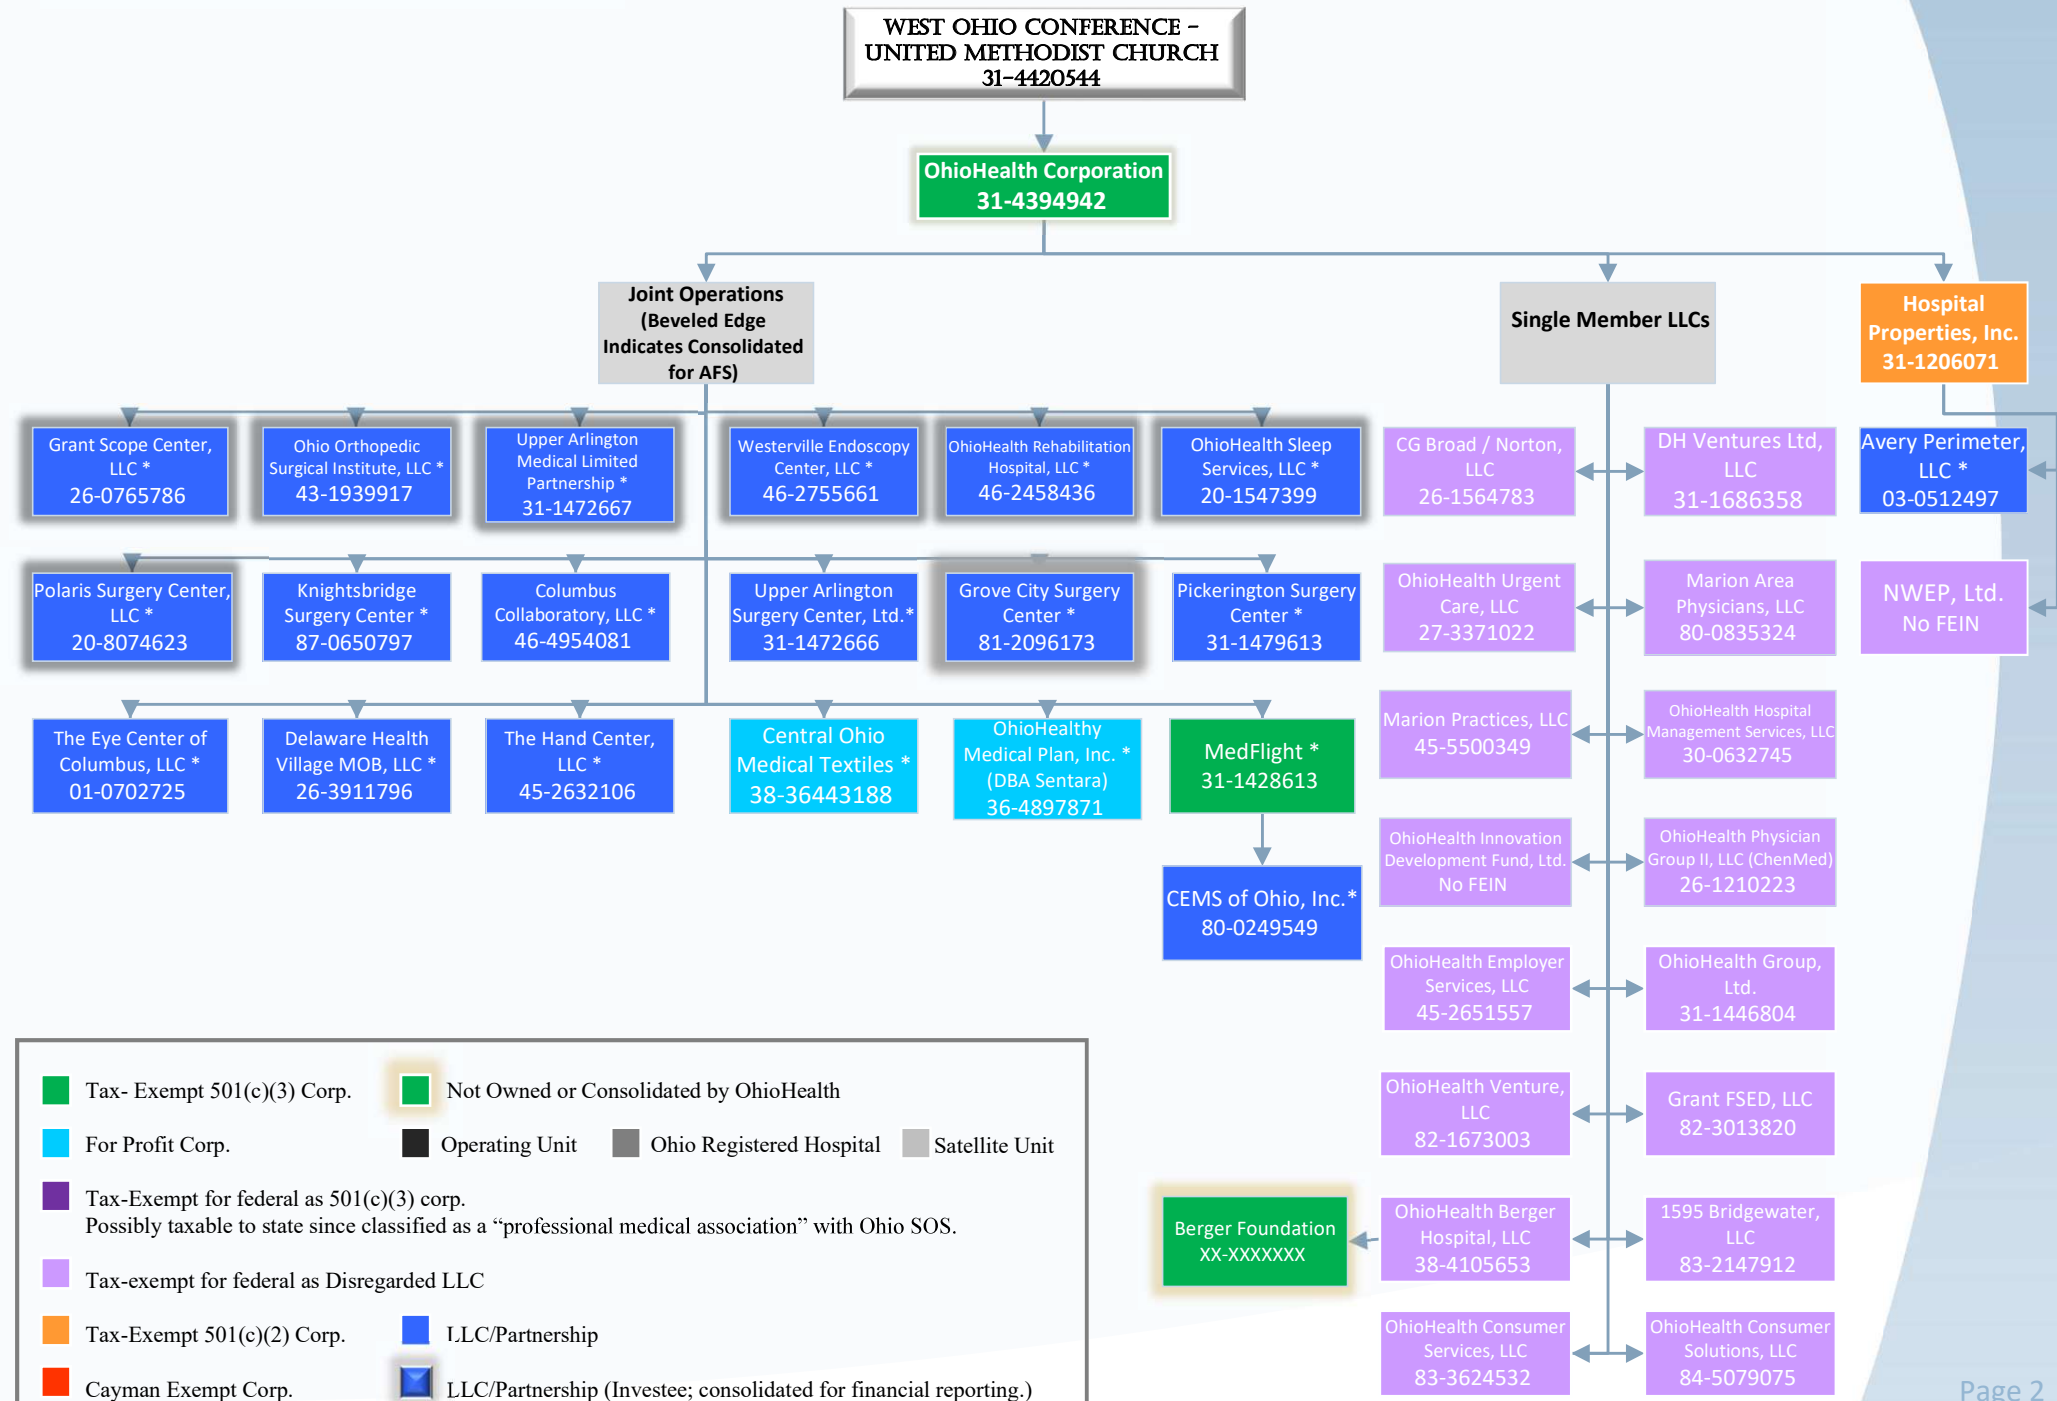 WEST OHIO CONFERENCE –
UNITED METHODIST CHURCH
31-4420544
OhioHealth Corporation
31-4394942
Joint Operations
(Beveled Edge
Indicates Consolidated
for AFS)
Single Member LLCs
Hospital
Properties, Inc.
31-1206071
Grant Scope Center,
LLC *
26-0765786
Ohio Orthopedic
Surgical Institute, LLC *
43-1939917
Upper Arlington
Medical Limited
Partnership *
31-1472667
Westerville Endoscopy
Center, LLC *
46-2755661
OhioHealth Rehabilitation
Hospital, LLC *
46-2458436
OhioHealth Sleep
Services, LLC *
20-1547399
CG Broad / Norton,
LLC
26-1564783
DH Ventures Ltd,
LLC
31-1686358
Avery Perimeter,
LLC *
03-0512497
Polaris Surgery Center,
LLC *
20-8074623
Knightsbridge
Surgery Center *
87-0650797
Columbus
Collaboratory, LLC *
46-4954081
Upper Arlington
Surgery Center, Ltd.*
31-1472666
Grove City Surgery
Center *
81-2096173
Pickerington Surgery
Center *
31-1479613
OhioHealth Urgent
Care, LLC
27-3371022
Marion Area
Physicians, LLC
80-0835324
NWEP, Ltd.
No FEIN
The Eye Center of
Columbus, LLC *
01-0702725
Delaware Health
Village MOB, LLC *
26-3911796
The Hand Center,
LLC *
45-2632106
Central Ohio
Medical Textiles *
38-36443188
OhioHealthy
Medical Plan, Inc. *
(DBA Sentara)
36-4897871
MedFlight *
31-1428613
Marion Practices, LLC
45-5500349
OhioHealth Hospital
Management Services, LLC
30-0632745
CEMS of Ohio, Inc.*
80-0249549
OhioHealth Innovation
Development Fund, Ltd.
No FEIN
OhioHealth Physician
Group II, LLC (ChenMed)
26-1210223
OhioHealth Employer
Services, LLC
45-2651557
OhioHealth Group,
Ltd.
31-1446804
OhioHealth Venture,
LLC
82-1673003
Grant FSED, LLC
82-3013820
Berger Foundation
XX-XXXXXXX
OhioHealth Berger
Hospital, LLC
38-4105653
1595 Bridgewater,
LLC
83-2147912
OhioHealth Consumer
Services, LLC
83-3624532
OhioHealth Consumer
Solutions, LLC
84-5079075
Tax- Exempt 501(c)(3) Corp.
Not Owned or Consolidated by OhioHealth
For Profit Corp.
Operating Unit
Ohio Registered Hospital
Satellite Unit
Tax-Exempt for federal as 501(c)(3) corp.
Possibly taxable to state since classified as a “professional medical association” with Ohio SOS.
Tax-exempt for federal as Disregarded LLC
Tax-Exempt 501(c)(2) Corp.
LLC/Partnership
Cayman Exempt Corp.
LLC/Partnership (Investee; consolidated for financial reporting.)
Page 2